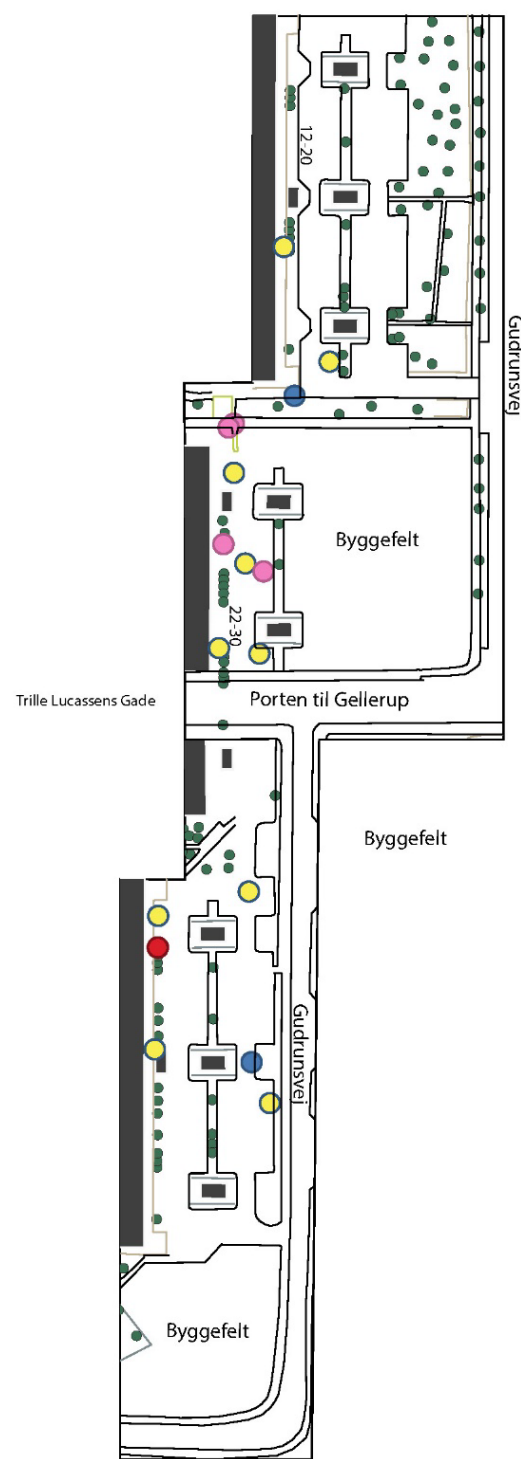 12-20
Gudrunsvej
Byggefelt
22-30
Trille Lucassens Gade
Porten til Gellerup
Byggefelt
Gudrunsvej
Byggefelt